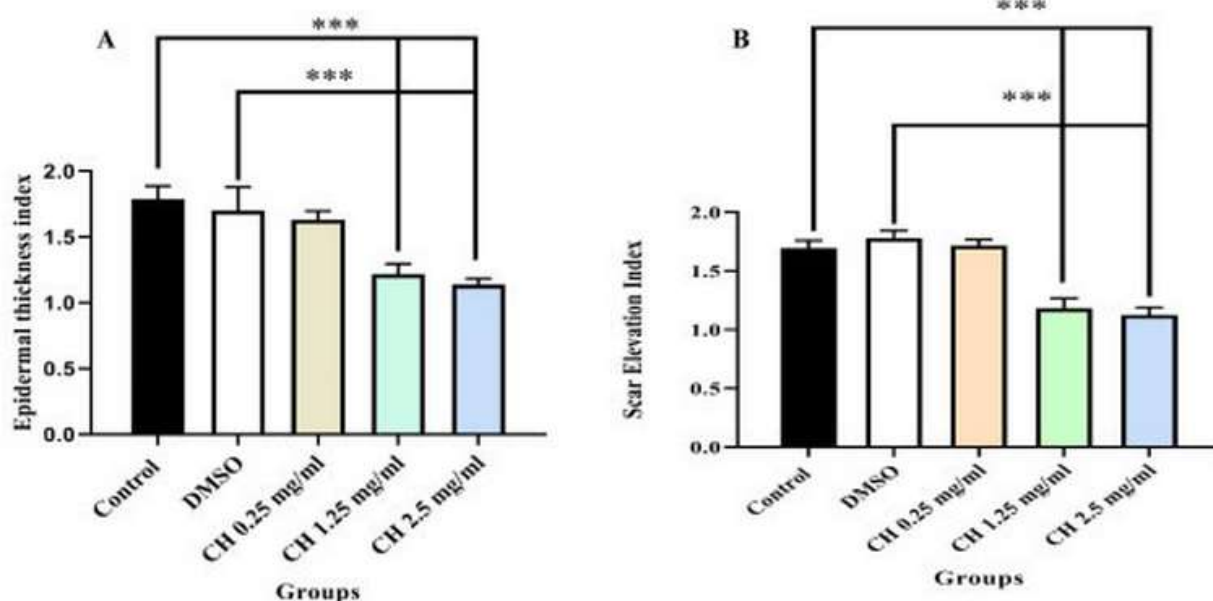 A
***
***
Epidermal thickness index
2.0
1.5
1.0
0.5
0.0
Control
DMSO
CH 0.25 mg/ml
CH 1.25 mg/ml
CH 2.5 mg/ml
Groups
B
***
***
Scar Elevation Index
2.0
1.5
1.0
0.5
0.0
Control
DMSO
CH 0.25 mg/ml
CH 1.25 mg/ml
CH 2.5 mg/ml
Groups